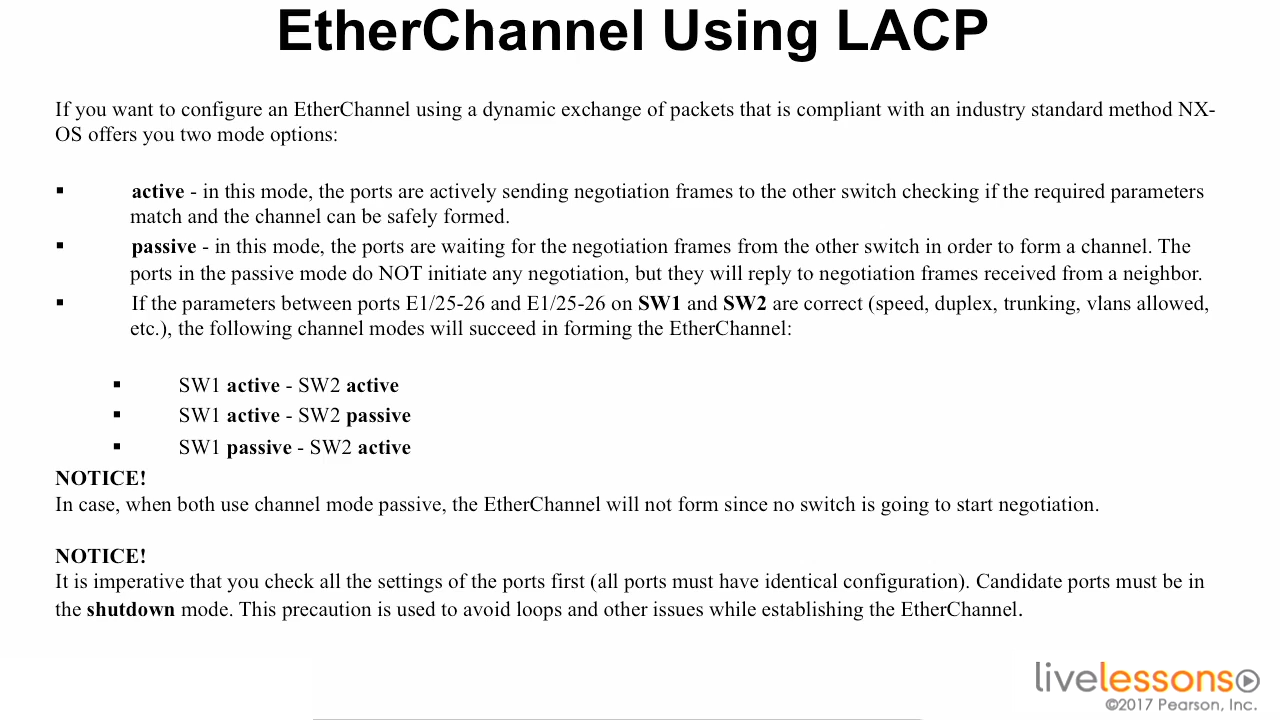 EtherChannel Using LACP
If you want to configure an EtherChannel using a dynamic exchange of packets that is compliant with an industry standard method NX-
OS offers you two mode options:
▪ active - in this mode, the ports are actively sending negotiation frames to the other switch checking if the required parameters
match and the channel can be safely formed.
▪ passive - in this mode, the ports are waiting for the negotiation frames from the other switch in order to form a channel. The
ports in the passive mode do NOT initiate any negotiation, but they will reply to negotiation frames received from a neighbor.
▪ If the parameters between ports E1/25-26 and E1/25-26 on SW1 and SW2 are correct (speed, duplex, trunking, vlans allowed,
etc.), the following channel modes will succeed in forming the EtherChannel:
▪ SW1 active - SW2 active
▪ SW1 active - SW2 passive
▪ SW1 passive - SW2 active
NOTICE!
In case, when both use channel mode passive, the EtherChannel will not form since no switch is going to start negotiation.
NOTICE!
It is imperative that you check all the settings of the ports first (all ports must have identical configuration). Candidate ports must be in
the shutdown mode. This precaution is used to avoid loops and other issues while establishing the EtherChannel.
livelessons
©2017 Pearson, Inc.